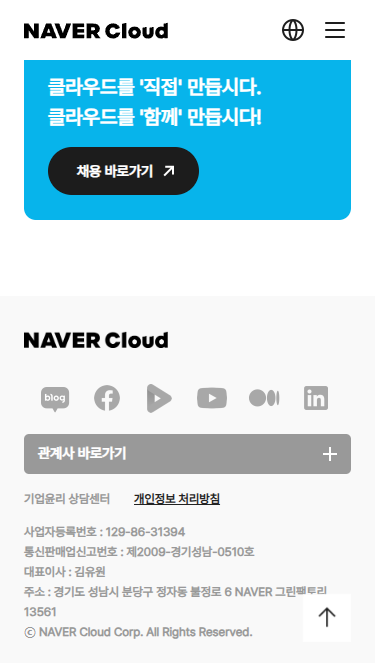 NAVER Cloud
클라우드를 '직접' 만듭시다.
클라우드를 '함께' 만듭시다!
채용 바로가기
NAVER Cloud
blog
in
관계사 바로가기
기업윤리 상담센터 개인정보 처리방침
사업자등록번호 : 129-86-31394
통신판매업신고번호 : 제2009-경기성남-0510호
대표이사 : 김유원
주소 : 경기도 성남시 분당구 정자동 불정로 6 NAVER 그린팩토리
13561
ⓒ NAVER Cloud Corp. All Rights Reserved.